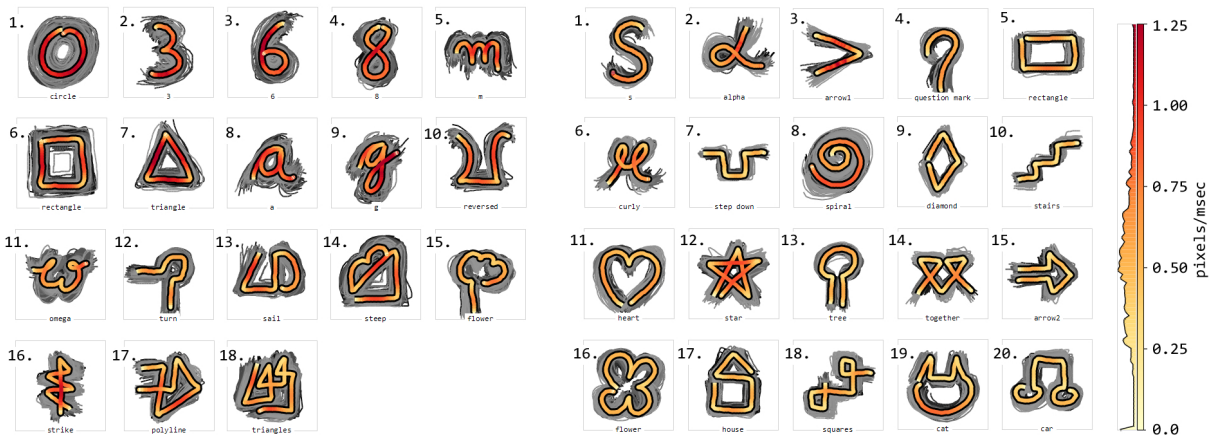 1. 2. 3. 4. 5.
circle 3 6 8 m
6. 7. 8. 9. 10.
rectangle triangle a g reversed
11. 12. 13. 14. 15.
omega turn sail steep flower
16. 17. 18.
strike polyline triangles
1. 2. 3. 4. 5.
s alpha arrow1 question mark rectangle
6. 7. 8. 9. 10.
curly step down spiral diamond stairs
11. 12. 13. 14. 15.
heart star tree together arrow2
16. 17. 18. 19. 20.
flower house squares cat car
1.25
1.00
0.75
0.50
0.25
0.0
pixels/msec